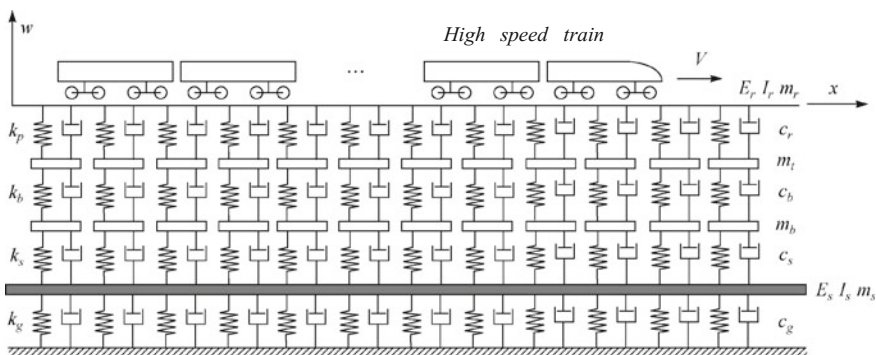 w
High speed train
...
V
E_r I_r m_r
x
k_p
c_r
m_t
k_b
c_b
m_b
k_s
c_s
E_s I_s m_s
k_g
c_g